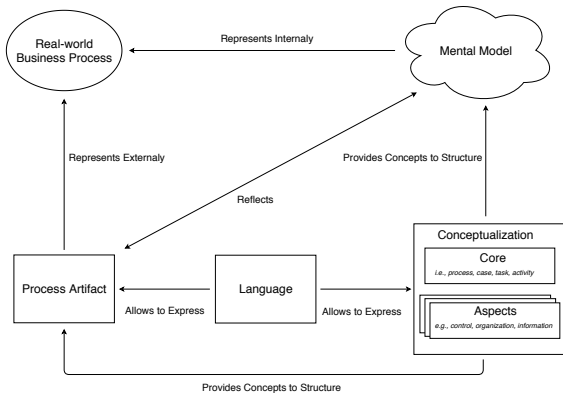 Real-world
Business Process
Represents Internaly
Mental Model
Represents Externaly
Provides Concepts to Structure
Reflects
Conceptualization
Core
i.e., process, case, task, activity
Process Artifact
Language
Allows to Express
Allows to Express
Aspects
e.g., control, organization, information
Provides Concepts to Structure